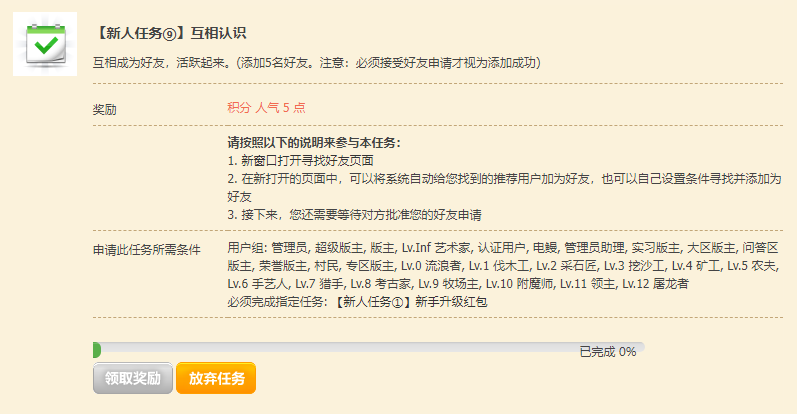 【新人任务⑨】互相认识
互相成为好友，活跃起来。(添加5名好友。注意：必须接受好友申请才视为添加成功)
奖励
积分 人气 5 点
请按照以下的说明来参与本任务：
1. 新窗口打开寻找好友页面
2. 在新打开的页面中，可以将系统自动给您找到的推荐用户加为好友，也可以自己设置条件寻找并添加为
好友
3. 接下来，您还需要等待对方批准您的好友申请
申请此任务所需条件
用户组: 管理员, 超级版主, 版主, Lv.Inf 艺术家, 认证用户, 电鳗, 管理员助理, 实习版主, 大区版主, 问答区
版主, 荣誉版主, 村民, 专区版主, Lv.0 流浪者, Lv.1 伐木工, Lv.2 采石匠, Lv.3 挖沙工, Lv.4 矿工, Lv.5 农夫,
Lv.6 手艺人, Lv.7 猎手, Lv.8 考古家, Lv.9 牧场主, Lv.10 附魔师, Lv.11 领主, Lv.12 屠龙者
必须完成指定任务: 【新人任务①】新手升级红包
已完成 0%
领取奖励 放弃任务